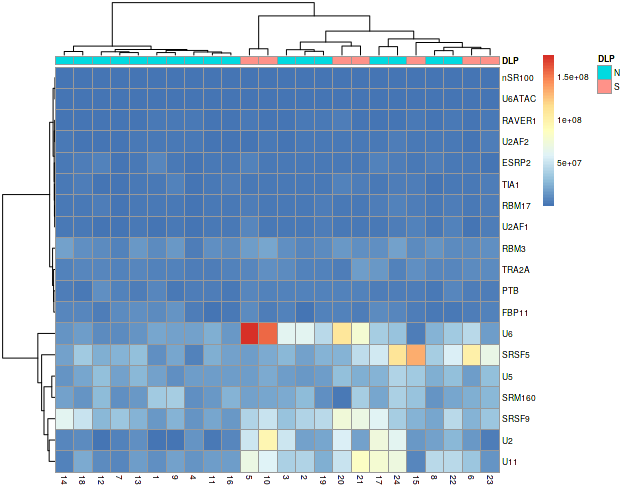 DLP
nSR100
U6ATAC
RAVER1
U2AF2
ESRP2
TIA1
RBM17
U2AF1
RBM3
TRA2A
PTB
FBP11
U6
SRSF5
U5
SRM160
SRSF9
U2
U11
14 18 12 7 13 1 9 4 11 16 5 10 3 2 19 20 21 17 24 15 8 22 6 23
1.5e+08
1e+08
5e+07
DLP
N
S